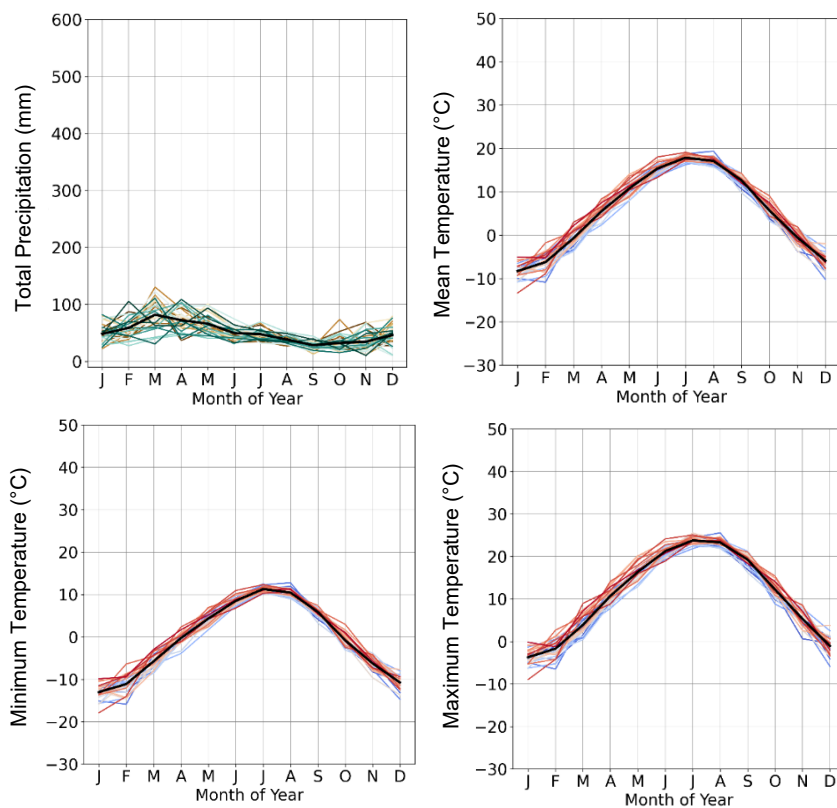 Total Precipitation (mm)
600
500
400
300
200
100
0
J F M A M J J A S O N D
Month of Year
Mean Temperature (°C)
50
40
30
20
10
0
−10
−20
−30
J F M A M J J A S O N D
Month of Year
Minimum Temperature (°C)
50
40
30
20
10
0
−10
−20
−30
J F M A M J J A S O N D
Month of Year
Maximum Temperature (°C)
50
40
30
20
10
0
−10
−20
−30
J F M A M J J A S O N D
Month of Year